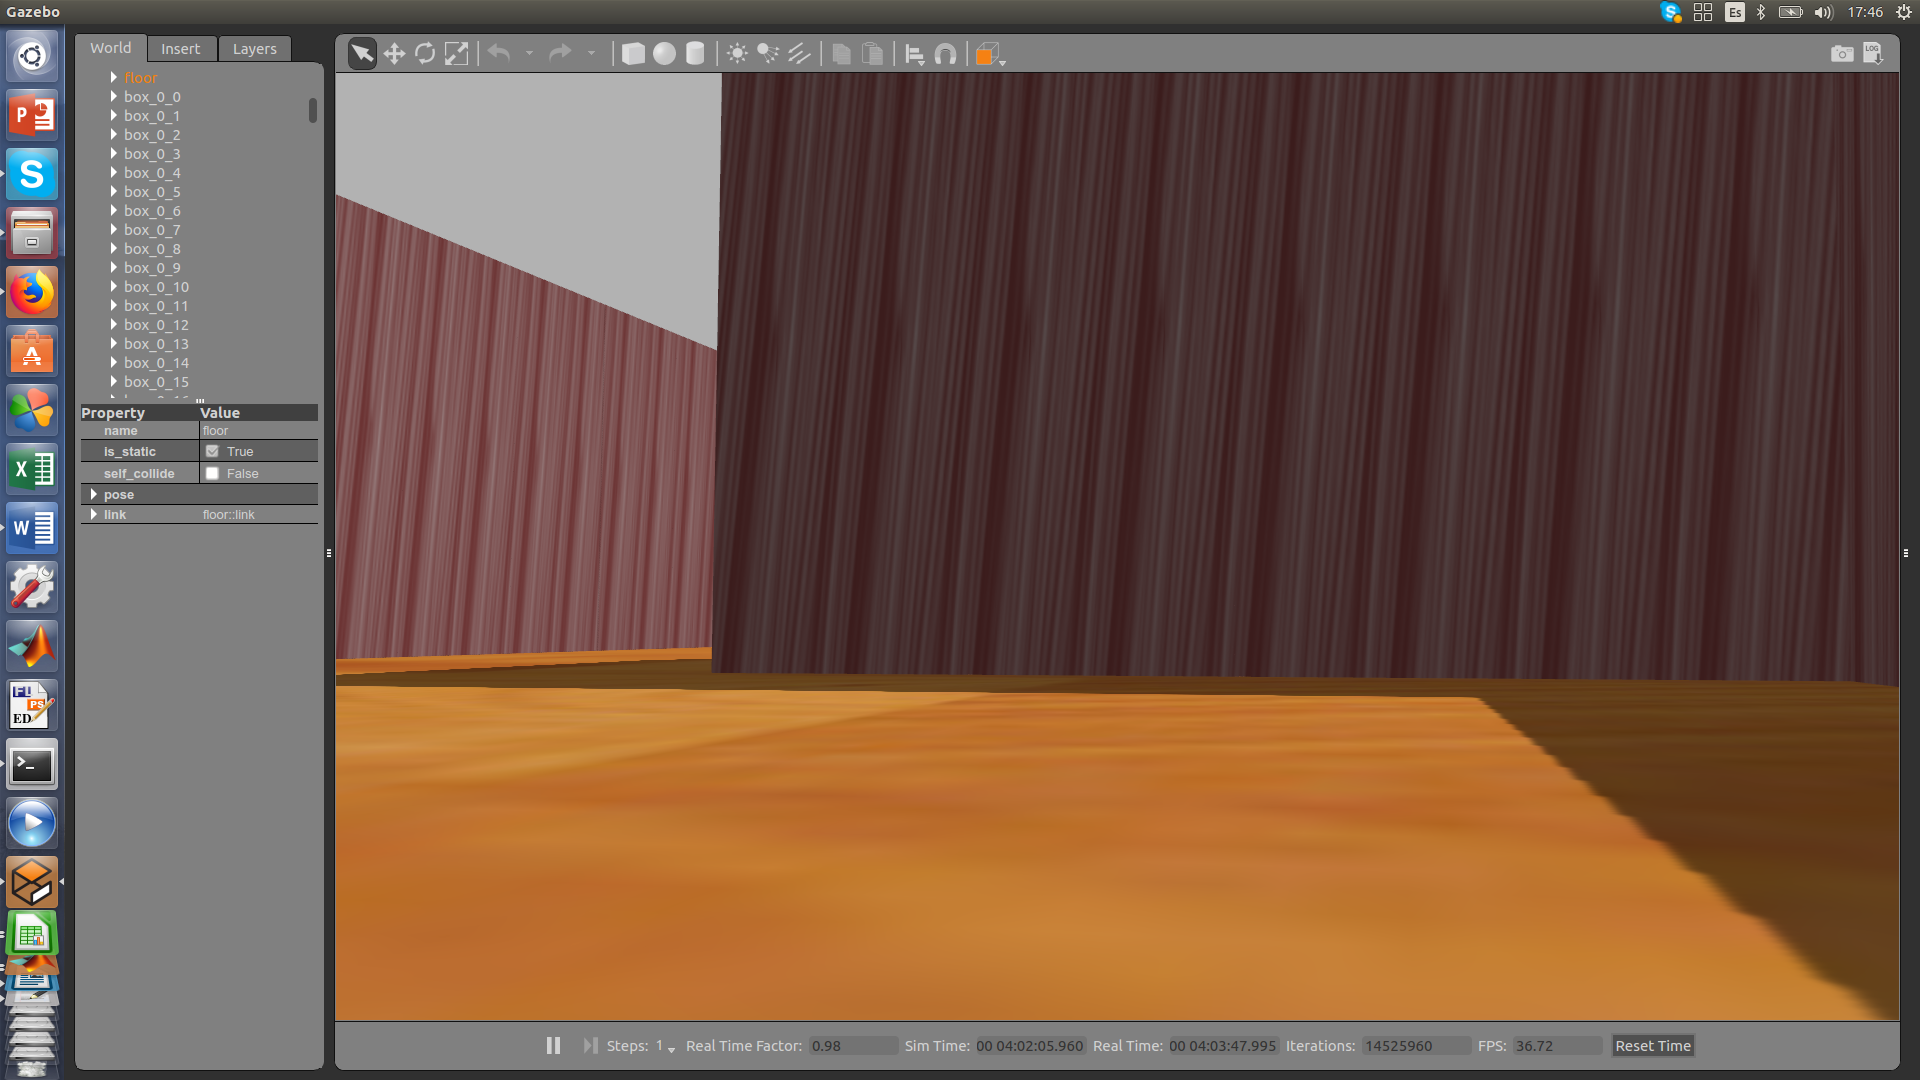 Gazebo
Es
17:46
World
Insert
Layers
LOG
floor
box_0_0
box_0_1
box_0_2
box_0_3
box_0_4
box_0_5
box_0_6
box_0_7
box_0_8
box_0_9
box_0_10
box_0_11
box_0_12
box_0_13
box_0_14
box_0_15
Property Value
name floor
is_static True
self_collide False
pose
link floor::link
Steps: 1 Real Time Factor: 0.98 Sim Time: 00 04:02:05.960 Real Time: 00 04:03:47.995 Iterations: 14525960 FPS: 36.72 Reset Time